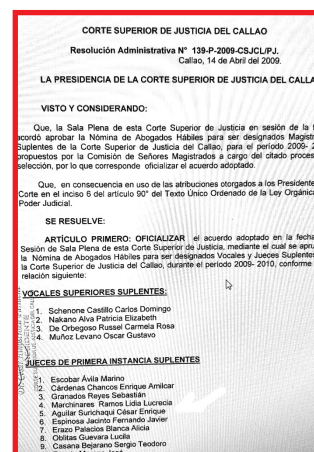 CORTE SUPERIOR DE JUSTICIA DEL CALLAO
Resolución Administrativa N° 139-P-2009-CSJCL/PJ.
Callao, 14 de Abril del 2009.
LA PRESIDENCIA DE LA CORTE SUPERIOR DE JUSTICIA DEL CALLA
VISTO Y CONSIDERANDO:
Que, la Sala Plena de esta Corte Superior de Justicia en sesión de la
acordó aprobar la Nómina de Abogados Hábiles para ser designados Magistr
Suplentes de la Corte Superior de Justicia del Callao, para el periodo 2009- 2
propuestos por la Comisión de Señores Magistrados a cargo del citado proces
selección, por lo que corresponde oficializar el acuerdo adoptado.
Que, en consecuencia en uso de las atribuciones otorgados a los Presidente
Corte en el inciso 6 del artículo 90° del Texto Único Ordenado de la Ley Orgánic
Poder Judicial.
SE RESUELVE:
ARTÍCULO PRIMERO: OFICIALIZAR el acuerdo adoptado en la fecha
Sesión de Sala Plena de esta Corte Superior de Justicia, mediante el cual se apru
la Nómina de Abogados Hábiles para ser designados Vocales y Jueces Suplentes
la Corte Superior de Justicia del Callao, durante el periodo 2009- 2010, conforme
relación siguiente:
VOCALES SUPERIORES SUPLENTES:
1. Schenone Castillo Carlos Domingo
2. Nakano Alva Patricia Elizabeth
3. De Orbegoso Russel Carmela Rosa
4. Muñoz Levano Oscar Gustavo
JUECES DE PRIMERA INSTANCIA SUPLENTES
1. Escobar Ávila Marino
2. Cárdenas Chancos Enrique Amilcar
3. Granados Reyes Sebastián
4. Marchinares Ramos Lidia Lucrecia
5. Aguilar Surichaqui César Enrique
6. Espinosa Jacinto Fernando Javier
7. Erazo Palacios Blanca Alicia
8. Oblitas Guevara Lucila
9. Casana Bejarano Sergio Teodoro